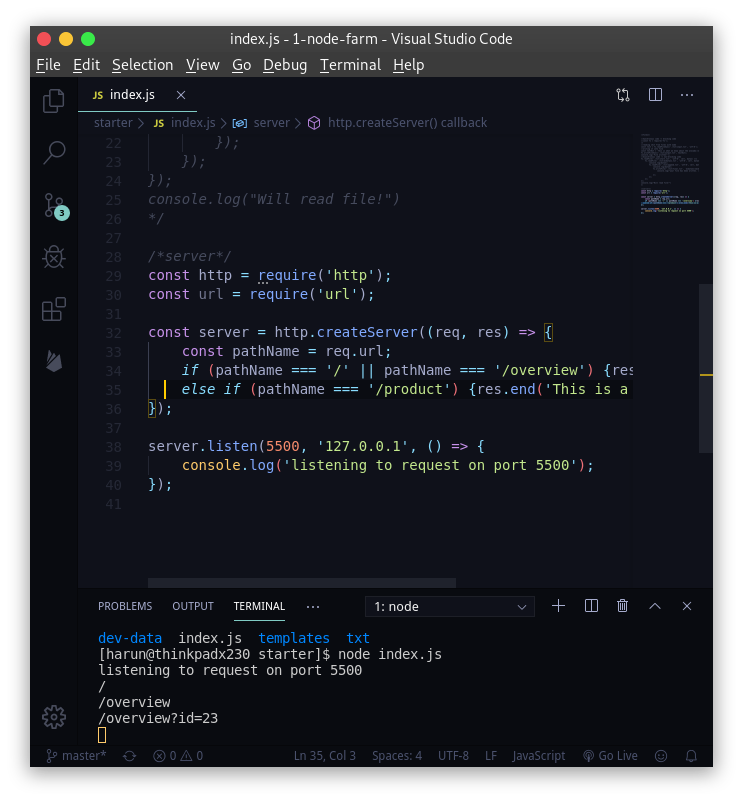 index.js - 1-node-farm - Visual Studio Code
File Edit Selection View Go Debug Terminal Help
JS index.js
starter > JS index.js > server > http.createServer() callback
22 });
23 });
24 });
25 console.log("Will read file!")
26 */
27
28 /*server*/
29 const http = require('http');
30 const url = require('url');
31
32 const server = http.createServer((req, res) => {
33 const pathName = req.url;
34 if (pathName === '/' || pathName === '/overview') {res
35 else if (pathName === '/product') {res.end('This is a
36 });
37
38 server.listen(5500, '127.0.0.1', () => {
39 console.log('listening to request on port 5500');
40 });
41
3
PROBLEMS OUTPUT TERMINAL ... 1: node
dev-data index.js templates txt
[harun@thinkpadx230 starter]$ node index.js
listening to request on port 5500
/
/overview
/overview?id=23
master* 0 0 Ln 35, Col 3 Spaces: 4 UTF-8 LF JavaScript Go Live